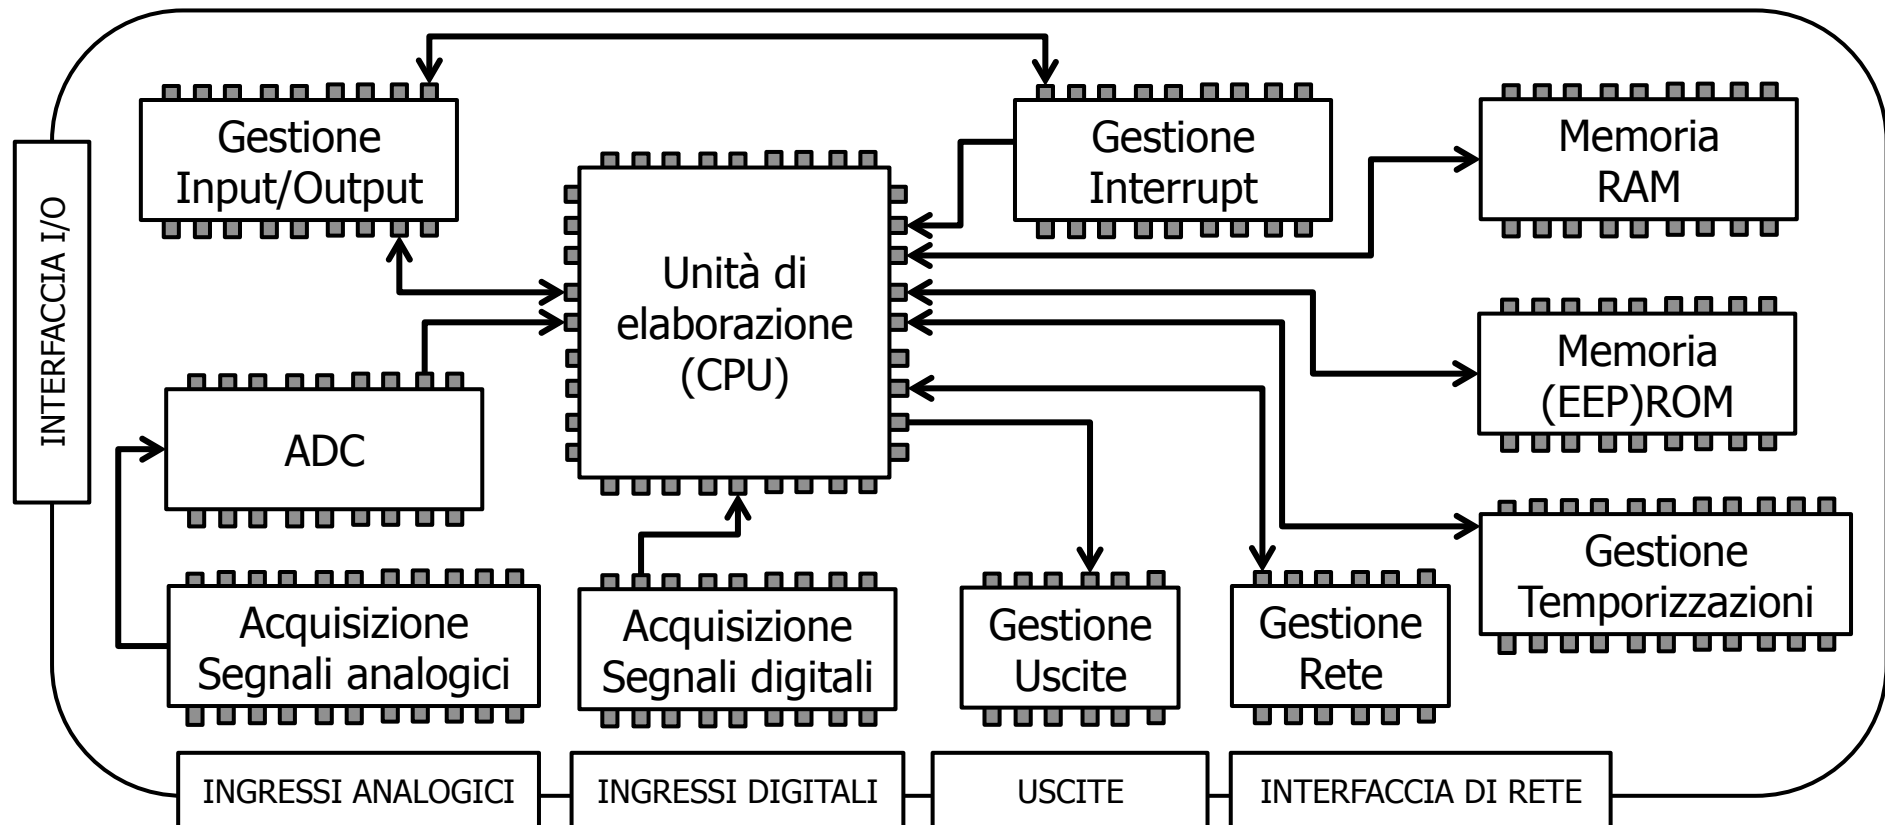 Gestione
Input/Output
Gestione
Interrupt
Memoria
RAM
INTERFACCIA I/O
Unità di
elaborazione
(CPU)
Memoria
(EEP)ROM
ADC
Gestione
Temporizzazioni
Acquisizione
Segnali analogici
Acquisizione
Segnali digitali
Gestione
Uscite
Gestione
Rete
INGRESSI ANALOGICI
INGRESSI DIGITALI
USCITE
INTERFACCIA DI RETE